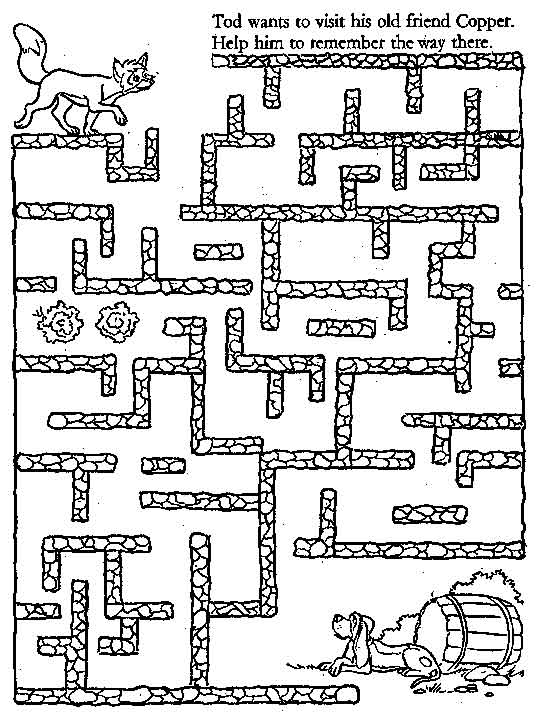 Tod wants to visit his old friend Copper.
Help him to remember the way there.